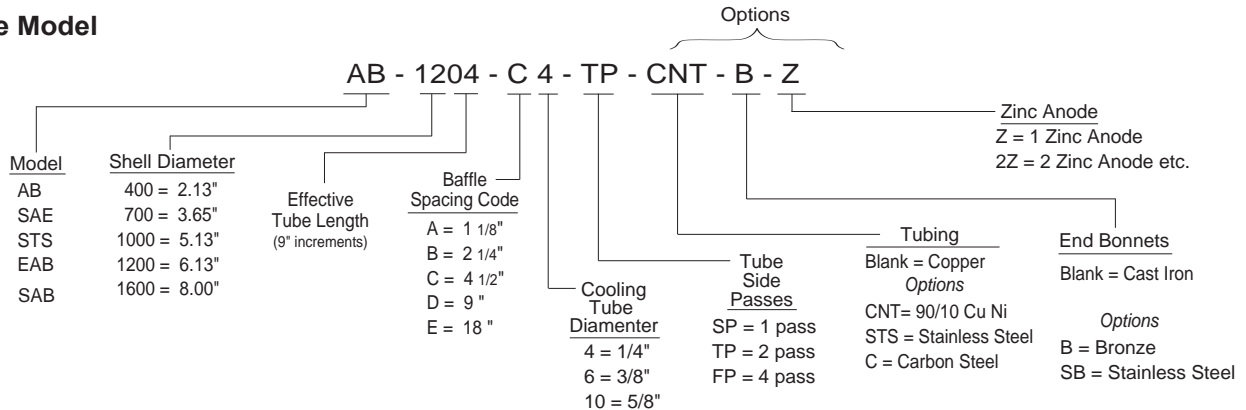 e Model
Options
AB - 1204 - C 4 - TP - CNT - B - Z
Model
AB
SAE
STS
EAB
SAB
Shell Diameter
400 = 2.13"
700 = 3.65"
1000 = 5.13"
1200 = 6.13"
1600 = 8.00"
Effective
Tube Length
(9" increments)
Baffle
Spacing Code
A = 1 1/8"
B = 2 1/4"
C = 4 1/2"
D = 9 "
E = 18 "
Cooling
Tube
Diamenter
4 = 1/4"
6 = 3/8"
10 = 5/8"
Tube
Side
Passes
SP = 1 pass
TP = 2 pass
FP = 4 pass
Tubing
Blank = Copper
Options
CNT= 90/10 Cu Ni
STS = Stainless Steel
C = Carbon Steel
End Bonnets
Blank = Cast Iron
Options
B = Bronze
SB = Stainless Steel
Zinc Anode
Z = 1 Zinc Anode
2Z = 2 Zinc Anode etc.